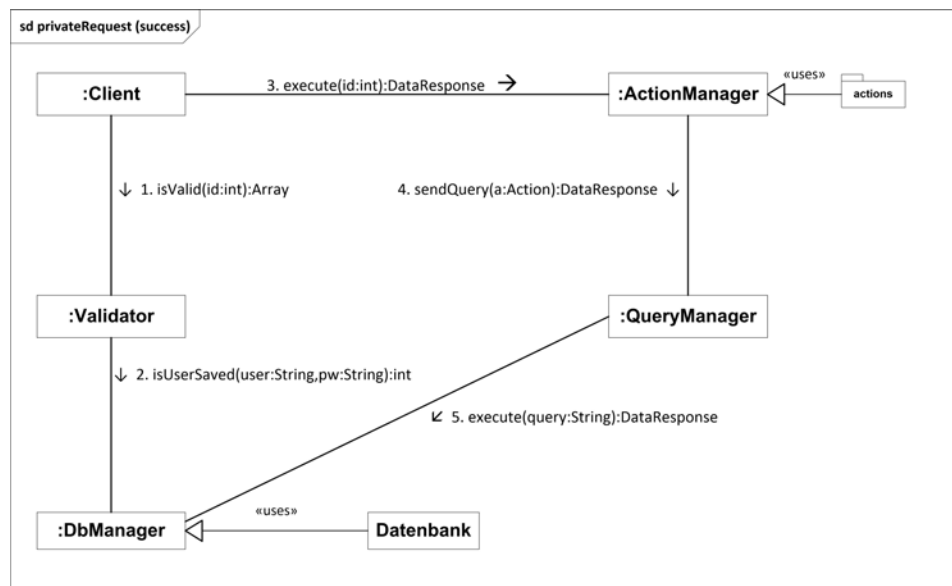 sd privateRequest (success)
:Client
3. execute(id:int):DataResponse →
:ActionManager
«uses»
actions
↓ 1. isValid(id:int):Array
4. sendQuery(a:Action):DataResponse ↓
:Validator
:QueryManager
↓ 2. isUserSaved(user:String,pw:String):int
↙ 5. execute(query:String):DataResponse
:DbManager
«uses»
Datenbank